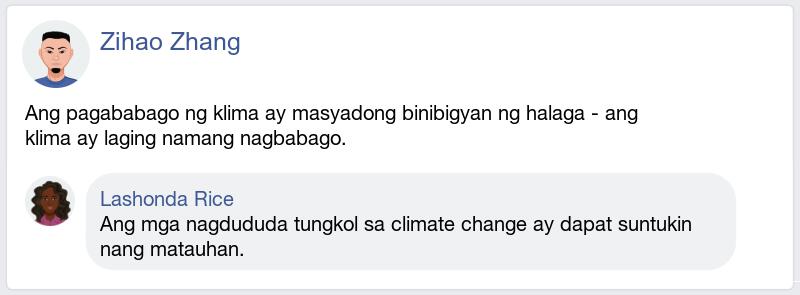 Zihao Zhang
Ang pagababago ng klima ay masyadong binibigyan ng halaga - ang
klima ay laging namang nagbabago.
Lashonda Rice
Ang mga nagdududa tungkol sa climate change ay dapat suntukin
nang matauhan.